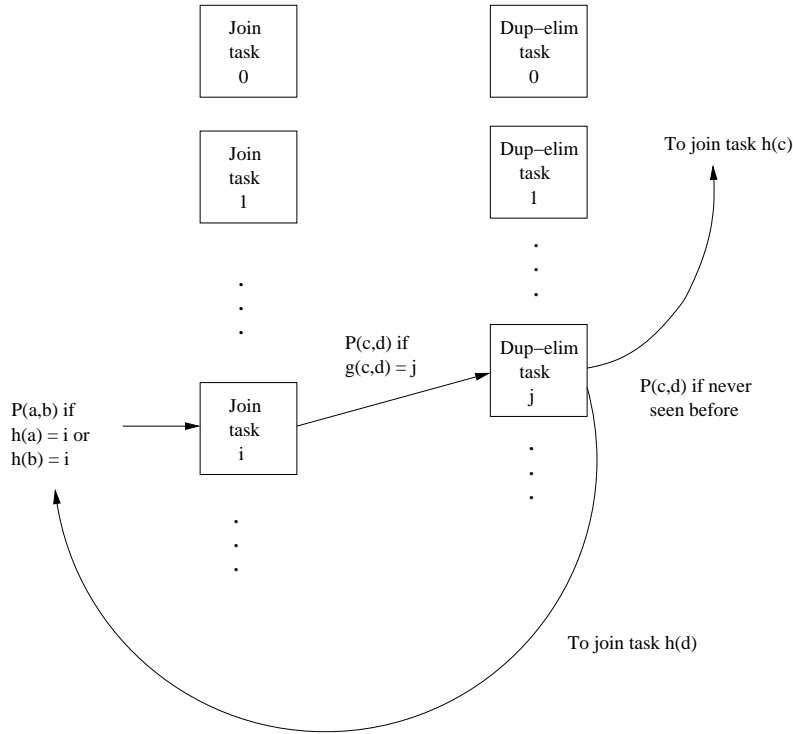 Join
task
0
Dup−elim
task
0
Join
task
1
Dup−elim
task
1
To join task h(c)
P(c,d) if
g(c,d) = j
Dup−elim
task
j
P(a,b) if
h(a) = i or
h(b) = i
Join
task
i
P(c,d) if never
seen before
To join task h(d)